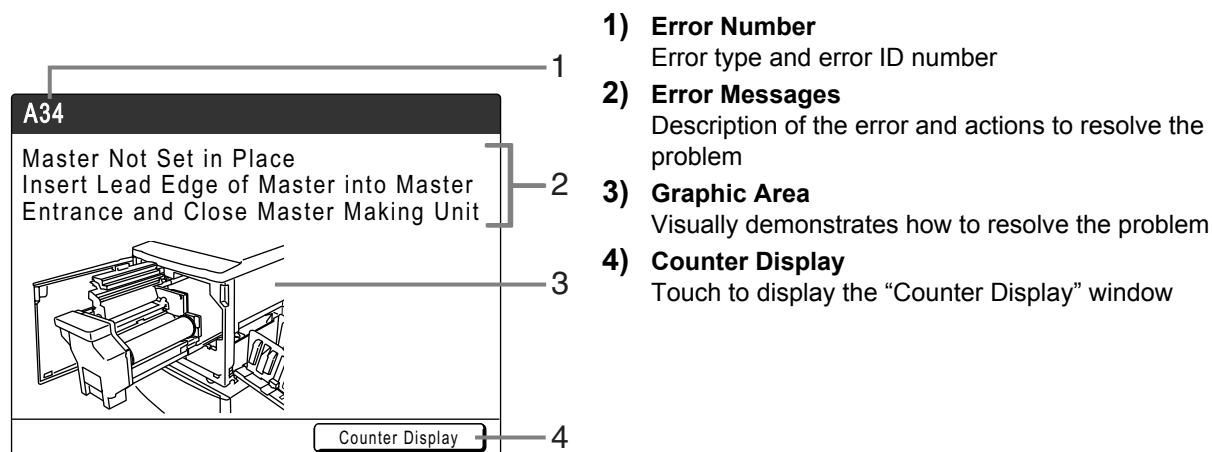 A34
Master Not Set in Place
Insert Lead Edge of Master into Master
Entrance and Close Master Making Unit
Counter Display
1
2
3
4
1) Error Number
Error type and error ID number
2) Error Messages
Description of the error and actions to resolve the
problem
3) Graphic Area
Visually demonstrates how to resolve the problem
4) Counter Display
Touch to display the “Counter Display” window